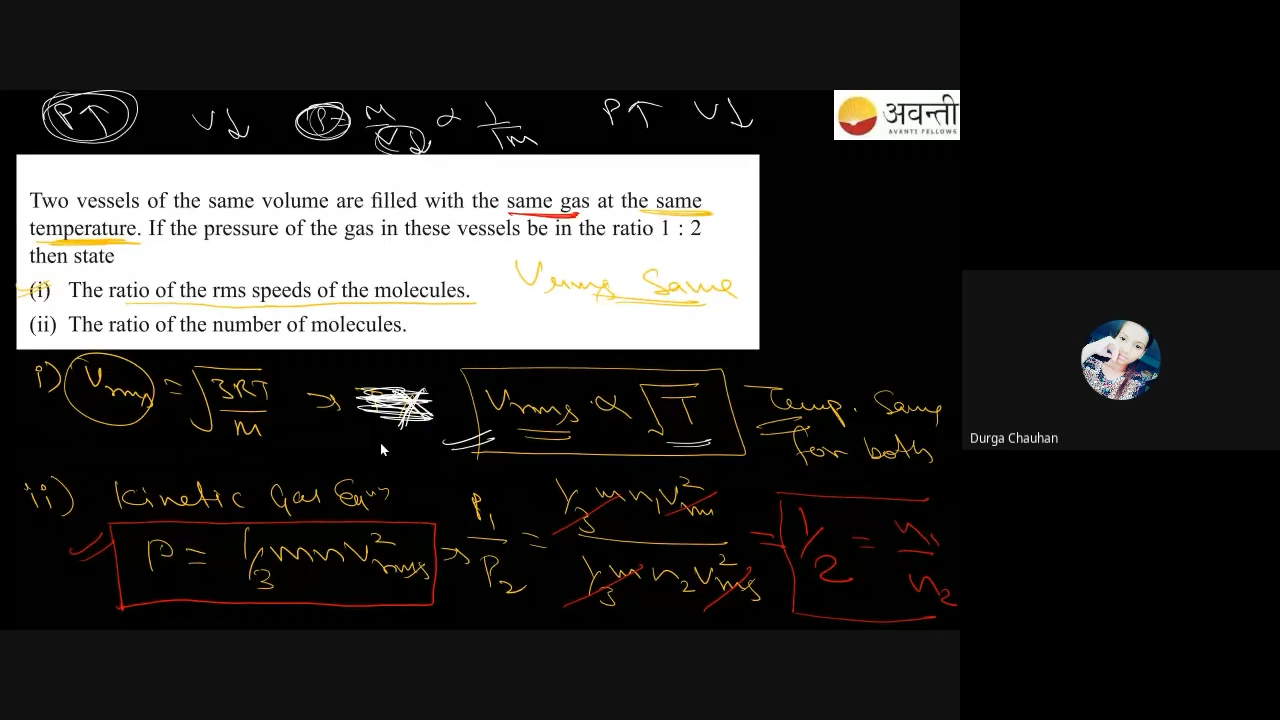 P↑ V↓ P = M/V↓ ∝ 1/√m P↑ V↓
अवन्ती
AVANTI FELLOWS
Two vessels of the same volume are filled with the same gas at the same
temperature. If the pressure of the gas in these vessels be in the ratio 1 : 2
then state
(i) The ratio of the rms speeds of the molecules.
Vrms Same
(ii) The ratio of the number of molecules.
i) Vrms = √3RT/M → Vrms ∝ √T Temp. Same
for both
Durga Chauhan
ii) Kinetic Gas Eqn
P = 1/3 mnV²rms → P₁/P₂ = 1/3 m n₁ V²rms / 1/3 m n₂ V²rms = 1/2 = n₁/n₂